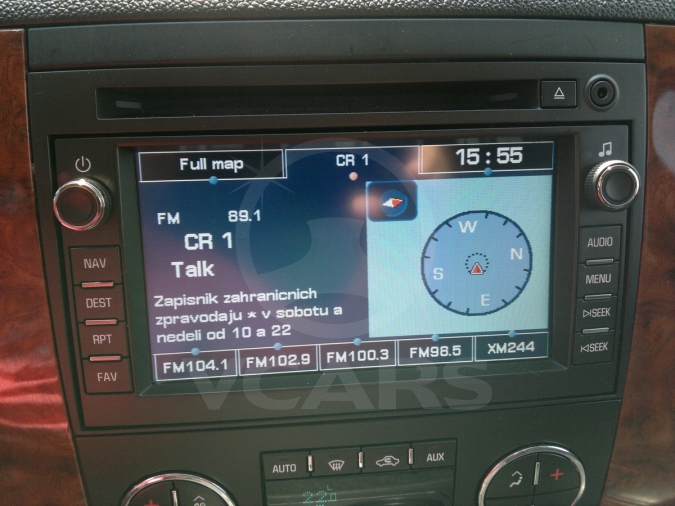 Full map
CR 1
15:55
FM 89.1
CR 1
Talk
Zapisnik zahranicnich
zpravodaju * v sobotu a
nedeli od 10 a 22
W
N
S
E
FM104.1
FM102.9
FM100.3
FM98.5
XM244
NAV
DEST
RPT
FAV
AUDIO
MENU
SEEK
SEEK
VCARS
AUTO
AUX